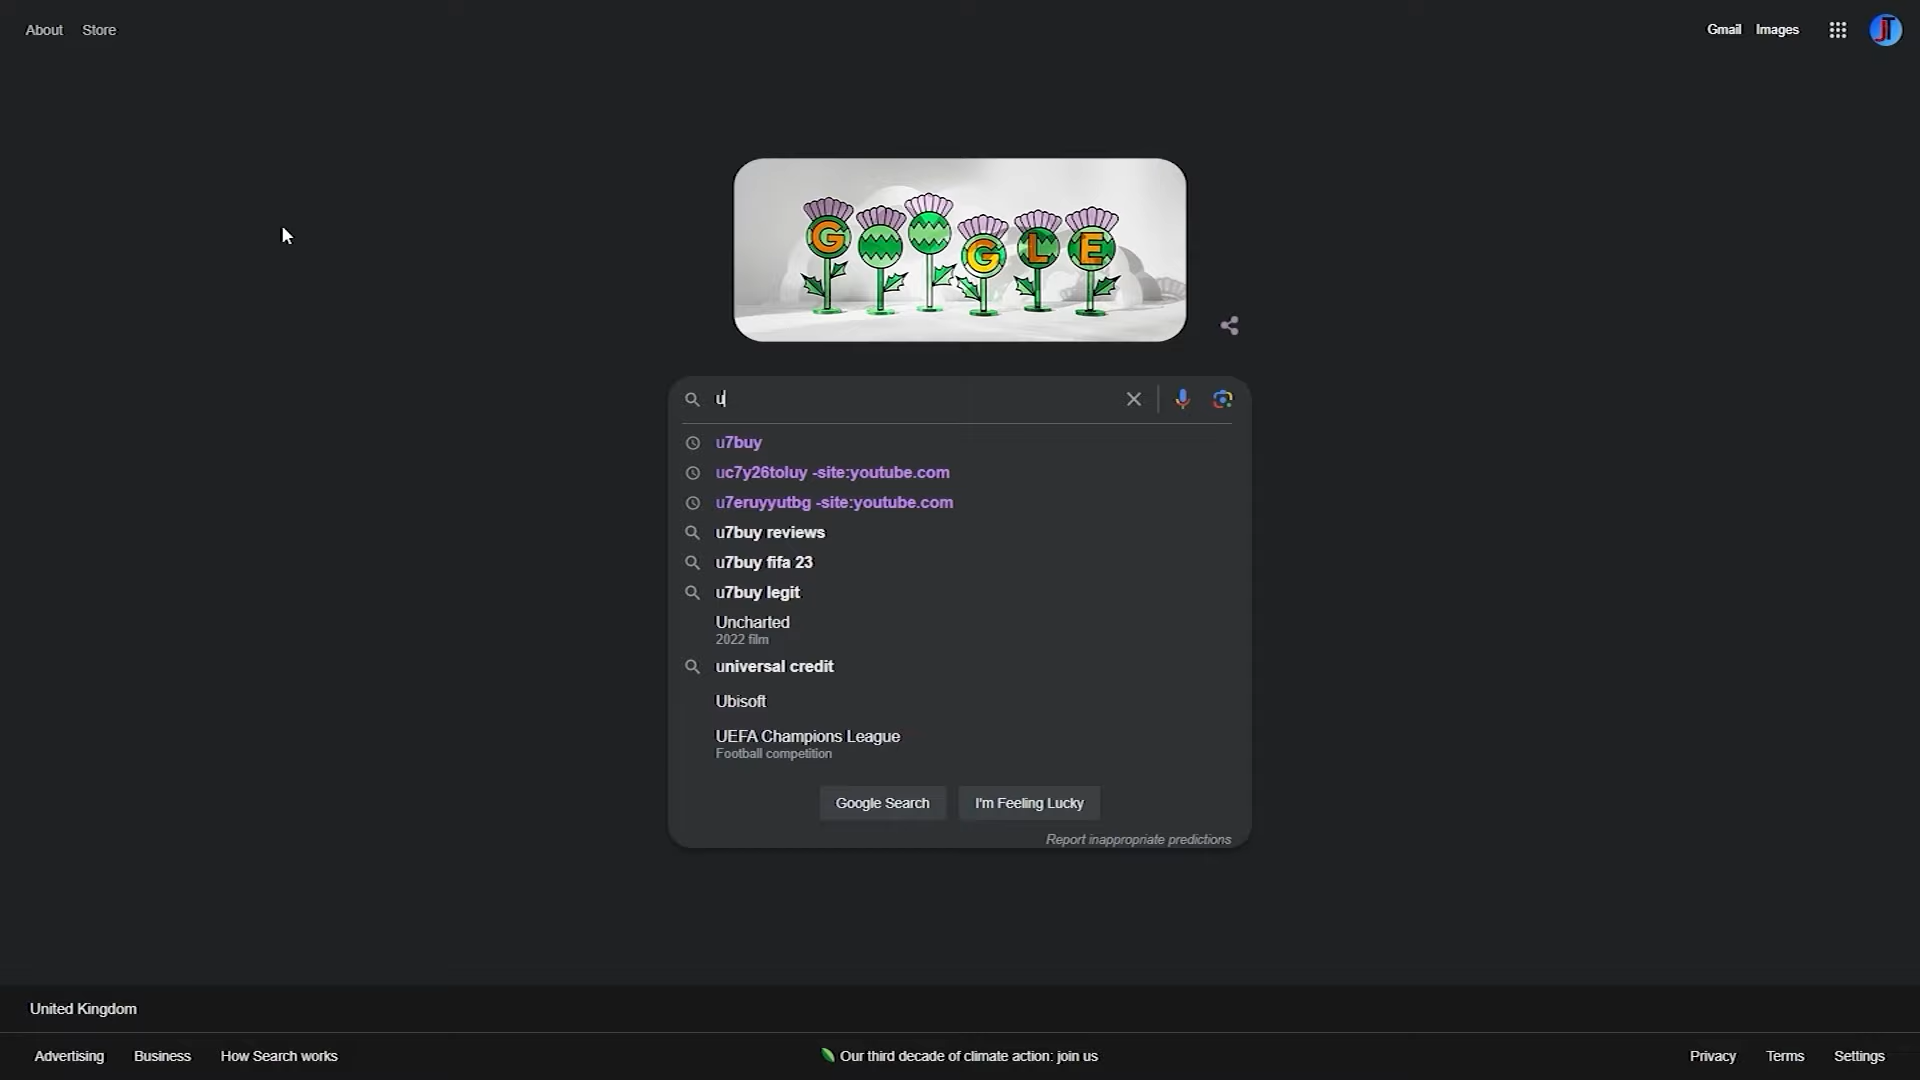 About Store
Gmail Images
JT
GOOGLE
u
u7buy
uc7y26toluy -site:youtube.com
u7eruyyutbg -site:youtube.com
u7buy reviews
u7buy fifa 23
u7buy legit
Uncharted
2022 film
universal credit
Ubisoft
UEFA Champions League
Football competition
Google Search I'm Feeling Lucky
Report inappropriate predictions
United Kingdom
Advertising Business How Search works Our third decade of climate action: join us Privacy Terms Settings